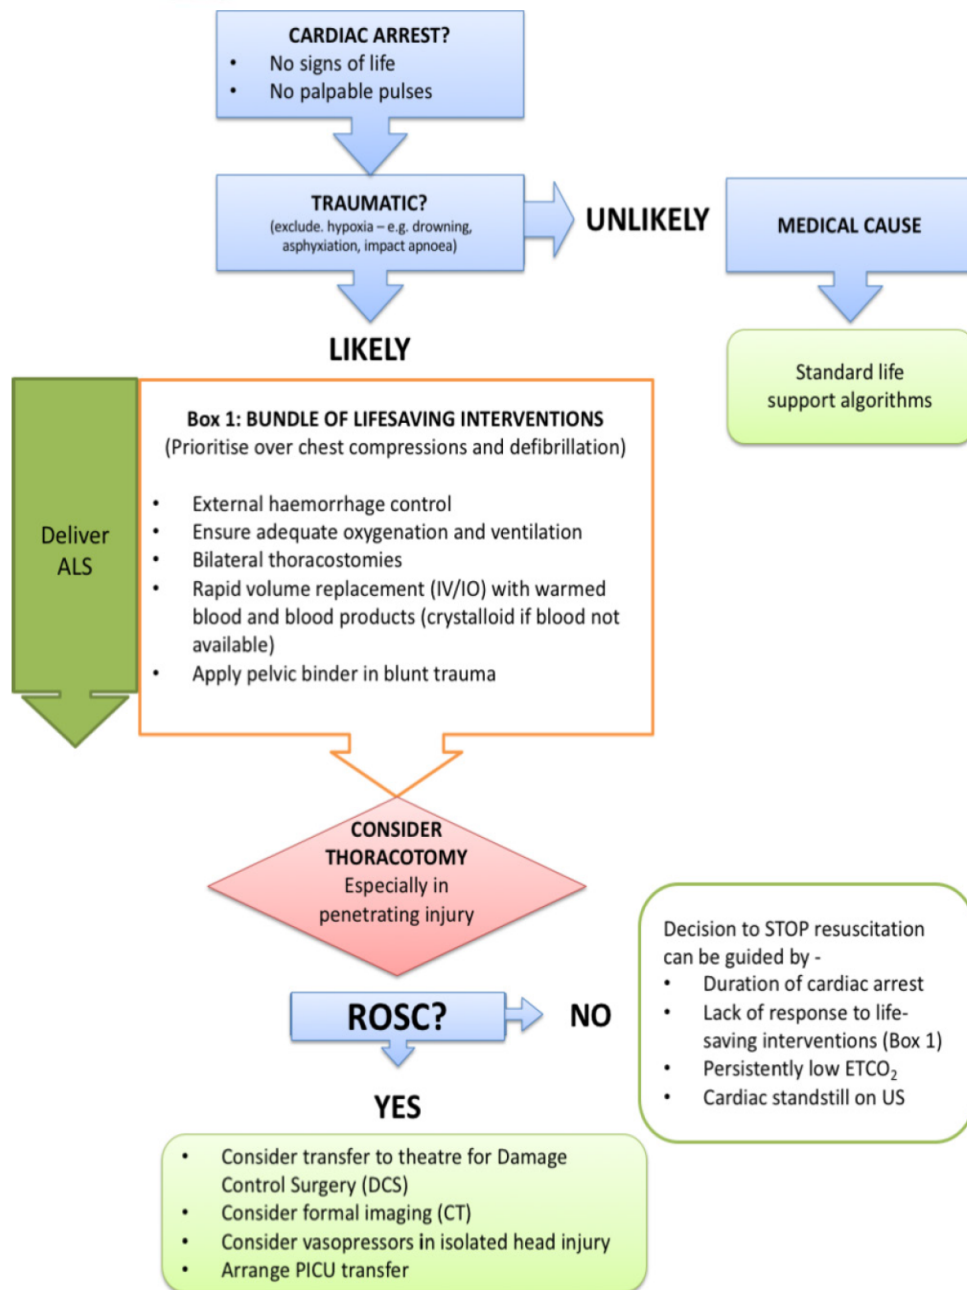 CARDIAC ARREST?
• No signs of life
• No palpable pulses
TRAUMATIC?
(exclude. hypoxia – e.g. drowning,
asphyxiation, impact apnoea)
UNLIKELY
MEDICAL CAUSE
Standard life
support algorithms
LIKELY
Deliver
ALS
Box 1: BUNDLE OF LIFESAVING INTERVENTIONS
(Prioritise over chest compressions and defibrillation)
• External haemorrhage control
• Ensure adequate oxygenation and ventilation
• Bilateral thoracostomies
• Rapid volume replacement (IV/IO) with warmed
blood and blood products (crystalloid if blood not
available)
• Apply pelvic binder in blunt trauma
CONSIDER
THORACOTOMY
Especially in
penetrating injury
ROSC?
NO
Decision to STOP resuscitation
can be guided by -
• Duration of cardiac arrest
• Lack of response to life-
saving interventions (Box 1)
• Persistently low ETCO₂
• Cardiac standstill on US
YES
• Consider transfer to theatre for Damage
Control Surgery (DCS)
• Consider formal imaging (CT)
• Consider vasopressors in isolated head injury
• Arrange PICU transfer